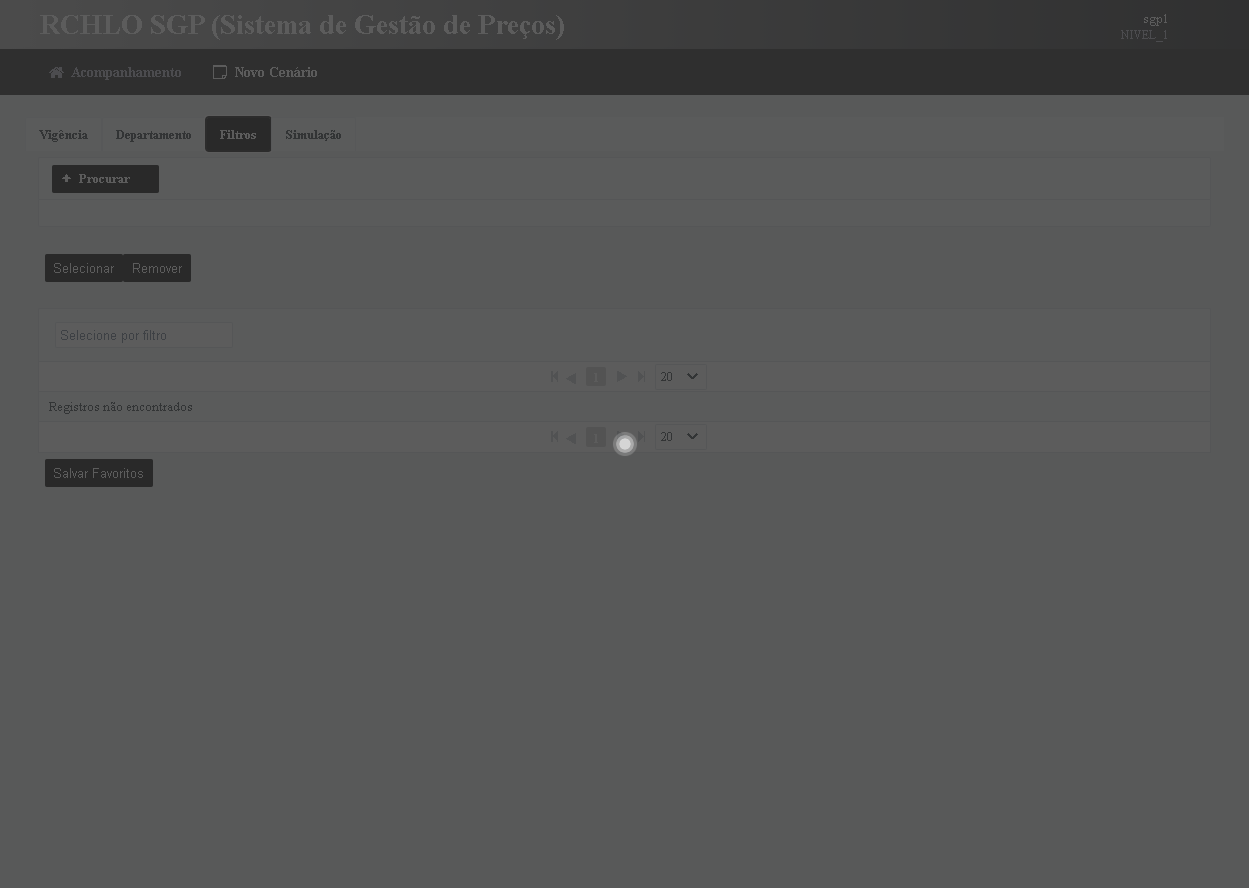 RCHLO SGP (Sistema de Gestão de Preços)
sgp1
NIVEL_1
Acompanhamento
Novo Cenário
Vigência
Departamento
Filtros
Simulação
+ Procurar
Selecionar
Remover
Selecione por filtro
1
20
Registros não encontrados
1
20
Salvar Favoritos